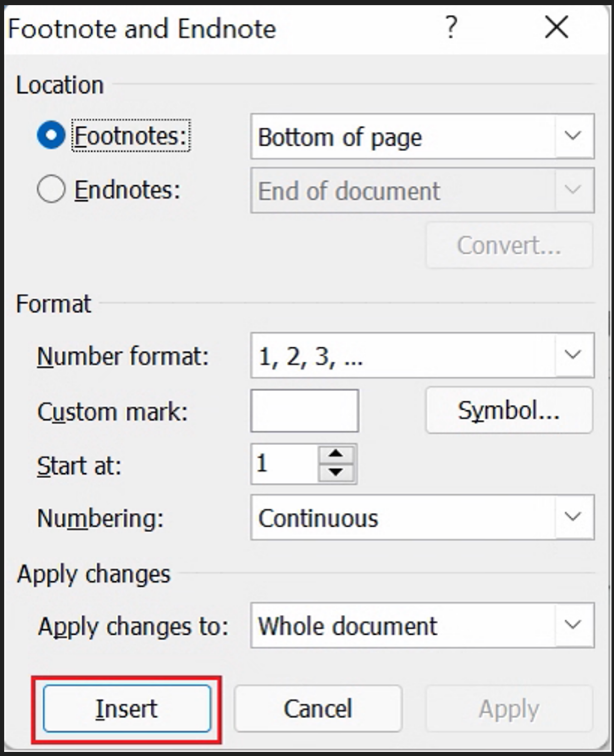 Footnote and Endnote ?
Location
Footnotes: Bottom of page
Endnotes: End of document
Convert...
Format
Number format: 1, 2, 3, ...
Custom mark: Symbol...
Start at: 1
Numbering: Continuous
Apply changes
Apply changes to: Whole document
Insert Cancel Apply